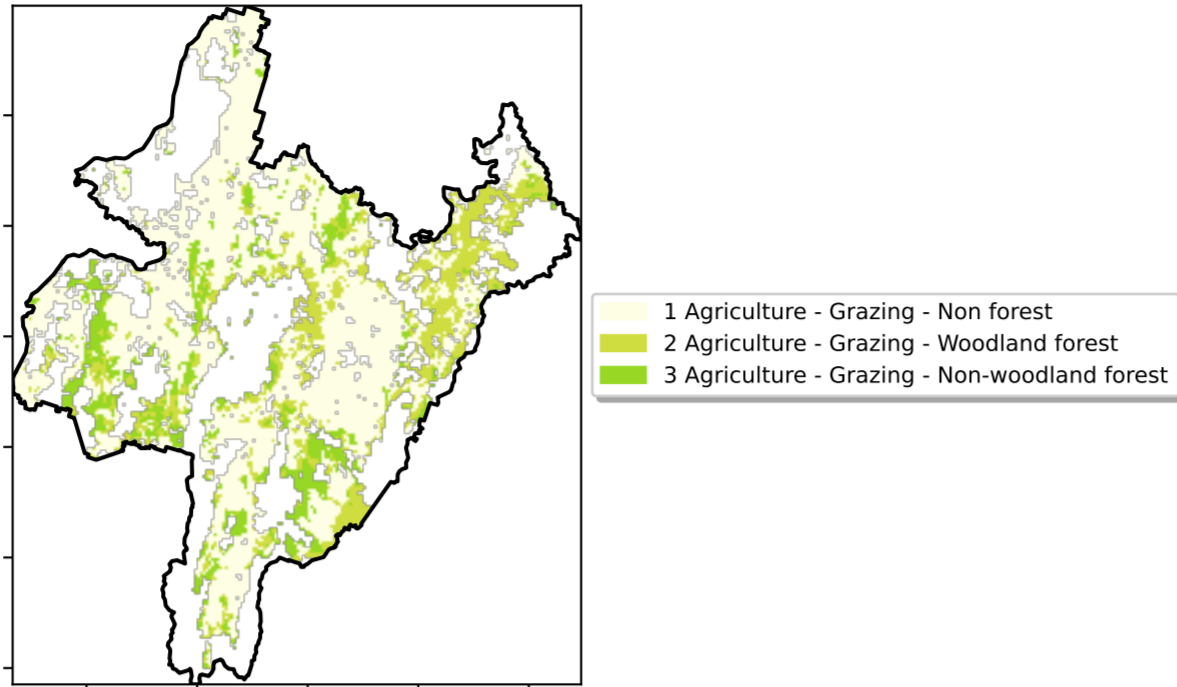 1 Agriculture - Grazing - Non forest
2 Agriculture - Grazing - Woodland forest
3 Agriculture - Grazing - Non-woodland forest